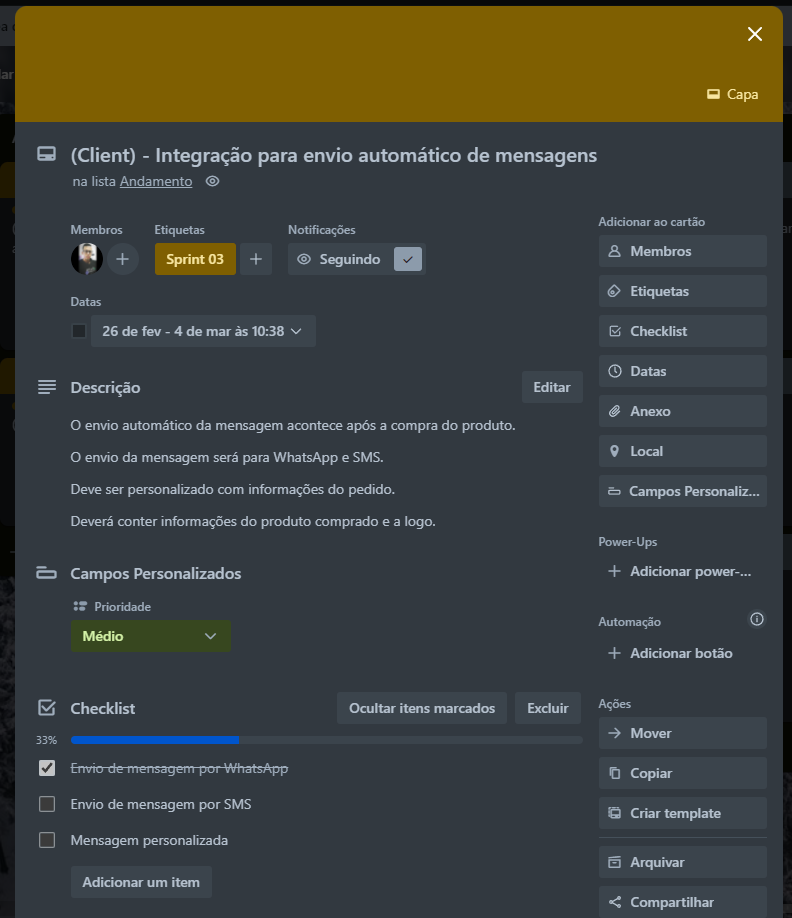 Capa
(Client) - Integração para envio automático de mensagens
na lista Andamento
Membros
Etiquetas
Notificações
Sprint 03
Seguindo
Datas
26 de fev - 4 de mar às 10:38
Descrição
Editar
O envio automático da mensagem acontece após a compra do produto.
O envio da mensagem será para WhatsApp e SMS.
Deve ser personalizado com informações do pedido.
Deverá conter informações do produto comprado e a logo.
Campos Personalizados
Prioridade
Médio
Checklist
Ocultar itens marcados
Excluir
33%
Envio de mensagem por WhatsApp
Envio de mensagem por SMS
Mensagem personalizada
Adicionar um item
Adicionar ao cartão
Membros
Etiquetas
Checklist
Datas
Anexo
Local
Campos Personaliz...
Power-Ups
Adicionar power-...
Automação
Adicionar botão
Ações
Mover
Copiar
Criar template
Arquivar
Compartilhar